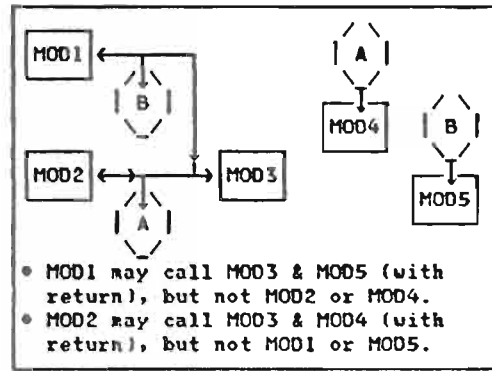 MOD1
A
B
MOD4
B
MOD2
MOD3
MOD5
A
• MOD1 may call MOD3 & MOD5 (with
return), but not MOD2 or MOD4.
• MOD2 may call MOD3 & MOD4 (with
return), but not MOD1 or MOD5.